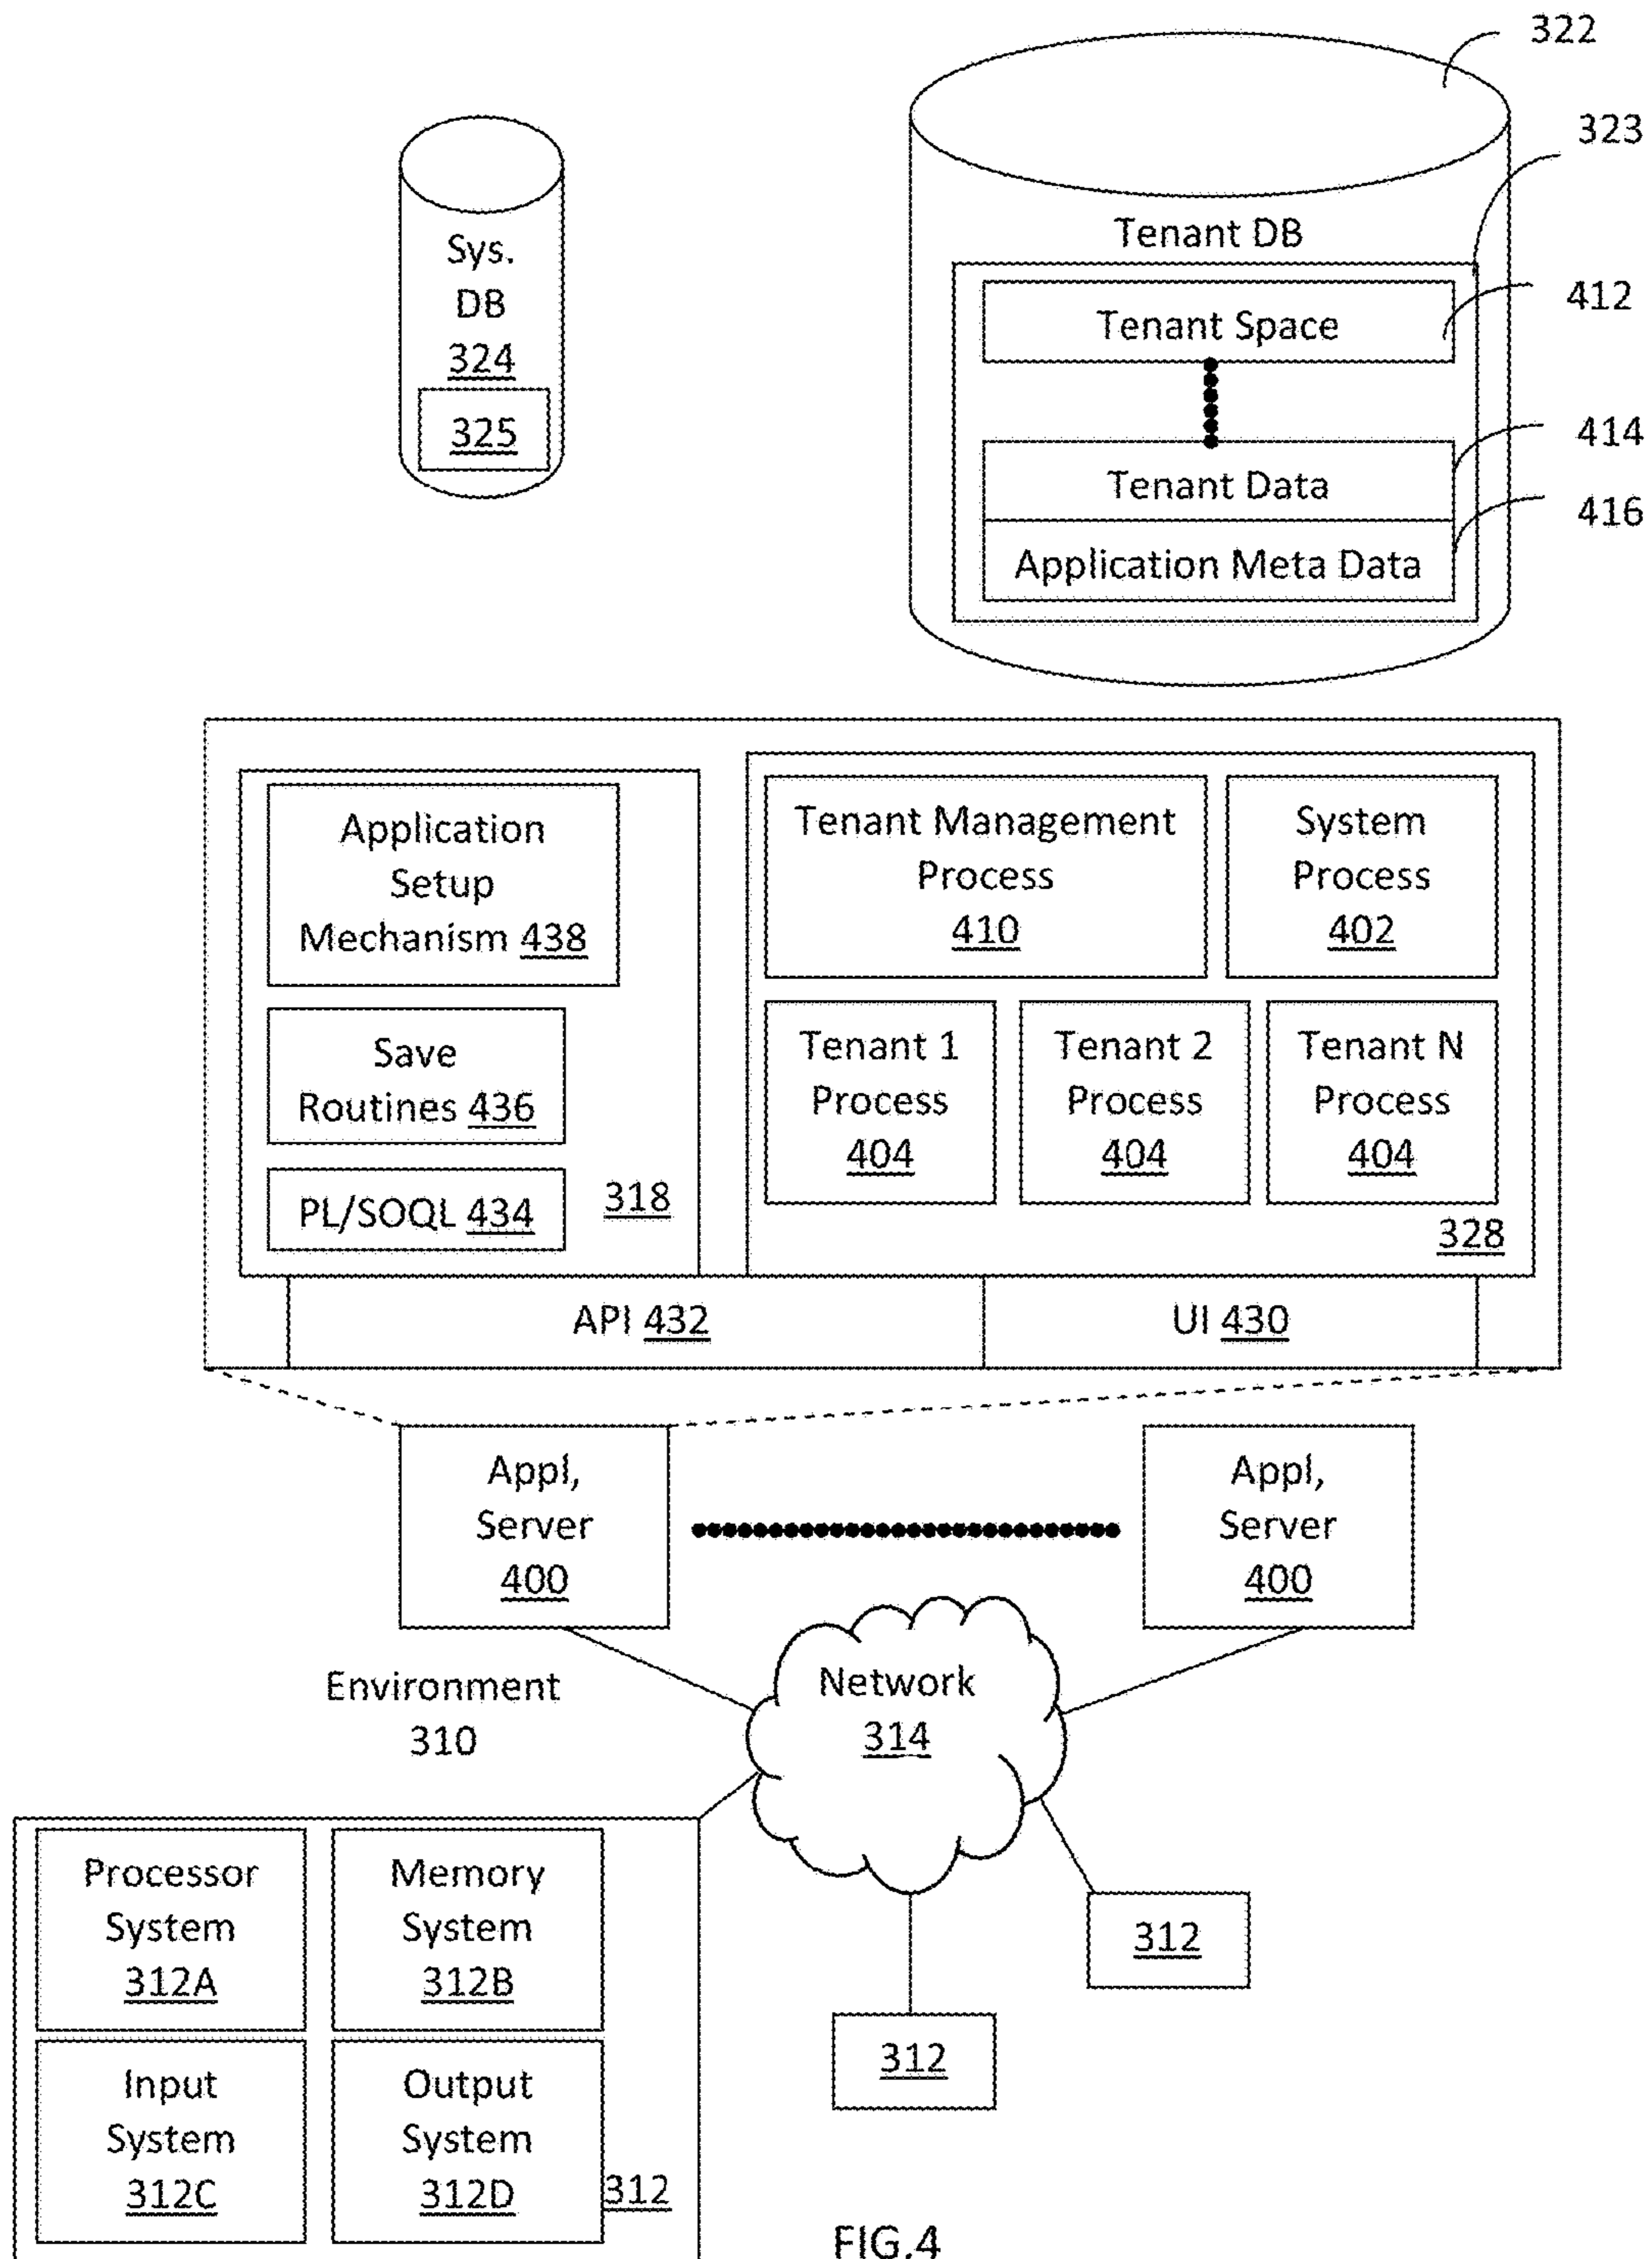 322
323
Tenant DB
412
Tenant Space
414
Tenant Data
416
Application Meta Data
Sys.
DB
324
325
Application
Setup
Mechanism 438
Save
Routines 436
PL/SOQL 434
318
Tenant Management
Process
410
System
Process
402
Tenant 1
Process
404
Tenant 2
Process
404
Tenant N
Process
404
328
API 432
UI 430
Appl,
Server
400
Appl,
Server
400
Environment
310
Network
314
Processor
System
312A
Memory
System
312B
Input
System
312C
Output
System
312D
312
312
312
FIG.4